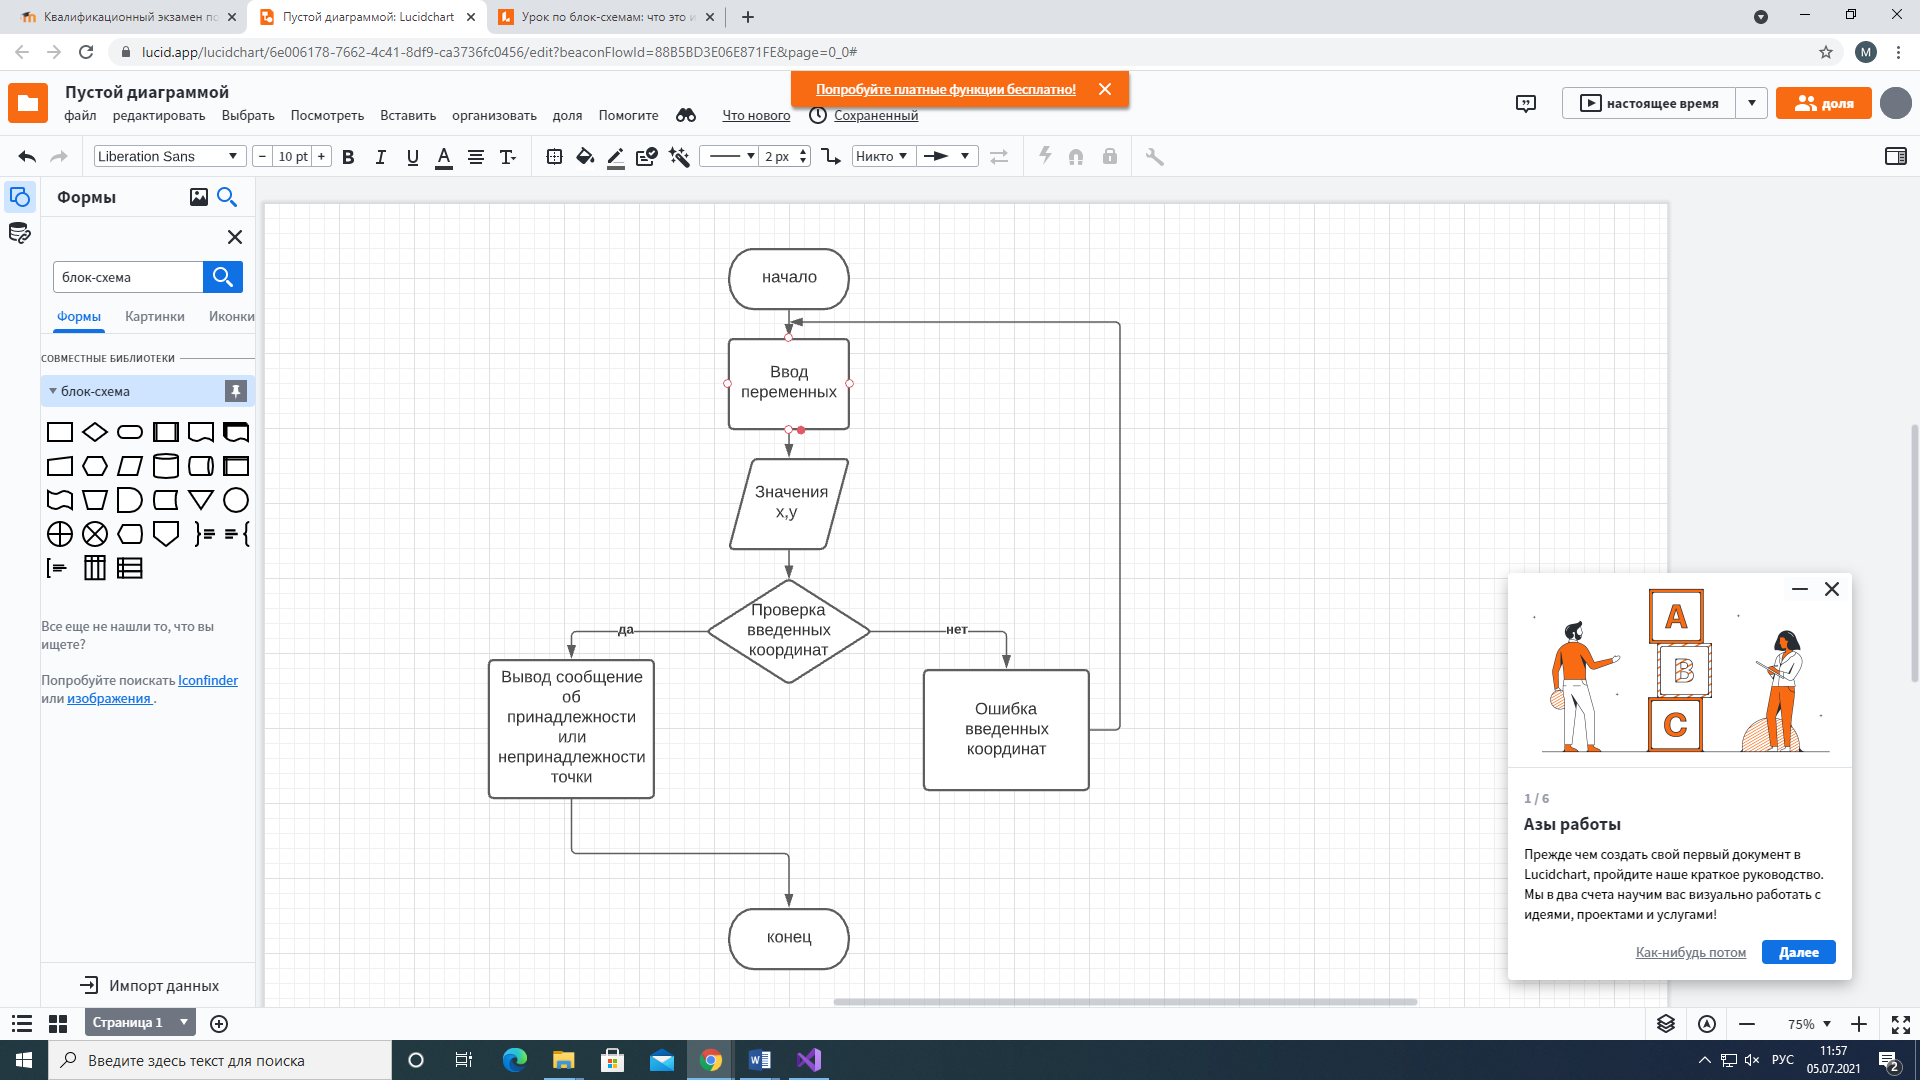 Квалификационный экзамен по
Пустой диаграммой: Lucidchart
Урок по блок-схемам: что это и
lucid.app/lucidchart/6e006178-7662-4c41-8df9-ca3736fc0456/edit?beaconFlowId=88B5BD3E06E871FE&page=0_0#
M
Попробуйте платные функции бесплатно!
Пустой диаграммой
файл редактировать Выбрать Посмотреть Вставить организовать доля Помогите Что нового Сохраненный
настоящее время
доля
Liberation Sans
− 10 pt +
B I U A T
2 px
Никто
Формы
блок-схема
Формы Картинки Иконки
СОВМЕСТНЫЕ БИБЛИОТЕКИ
блок-схема
Все еще не нашли то, что вы
ищете?
Попробуйте поискать Iconfinder
или изображения .
Импорт данных
начало
Ввод
переменных
Значения
x,y
Проверка
введенных
координат
да
нет
Вывод сообщение
об
принадлежности
или
непринадлежности
точки
Ошибка
введенных
координат
конец
A
B
C
1 / 6
Азы работы
Прежде чем создать свой первый документ в
Lucidchart, пройдите наше краткое руководство.
Мы в два счета научим вас визуально работать с
идеями, проектами и услугами!
Как-нибудь потом
Далее
Страница 1
75%
Введите здесь текст для поиска
РУС
11:57
05.07.2021
2